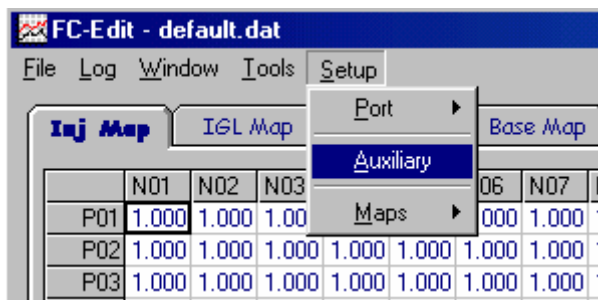 FC-Edit - default.dat
File Log Window Tools Setup
Port
Inj Map IGL Map Base Map
Auxiliary
N01 N02 N03 06 N07
Maps
P01 1.000 1.000 1.00 000 1.000
P02 1.000 1.000 1.000 1.000 1.000 1.000 1.000
P03 1.000 1.000 1.000 1.000 1.000 1.000 1.000